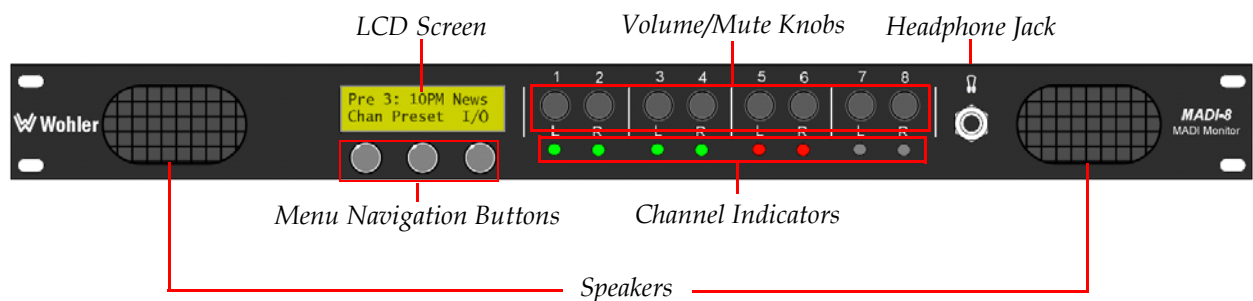 LCD Screen
Volume/Mute Knobs
Headphone Jack
1 2 3 4 5 6 7 8
Pre 3: 10PM News
Chan Preset I/O
Wohler
L R L R L R L R
MADI-8
MADI Monitor
Menu Navigation Buttons
Channel Indicators
Speakers